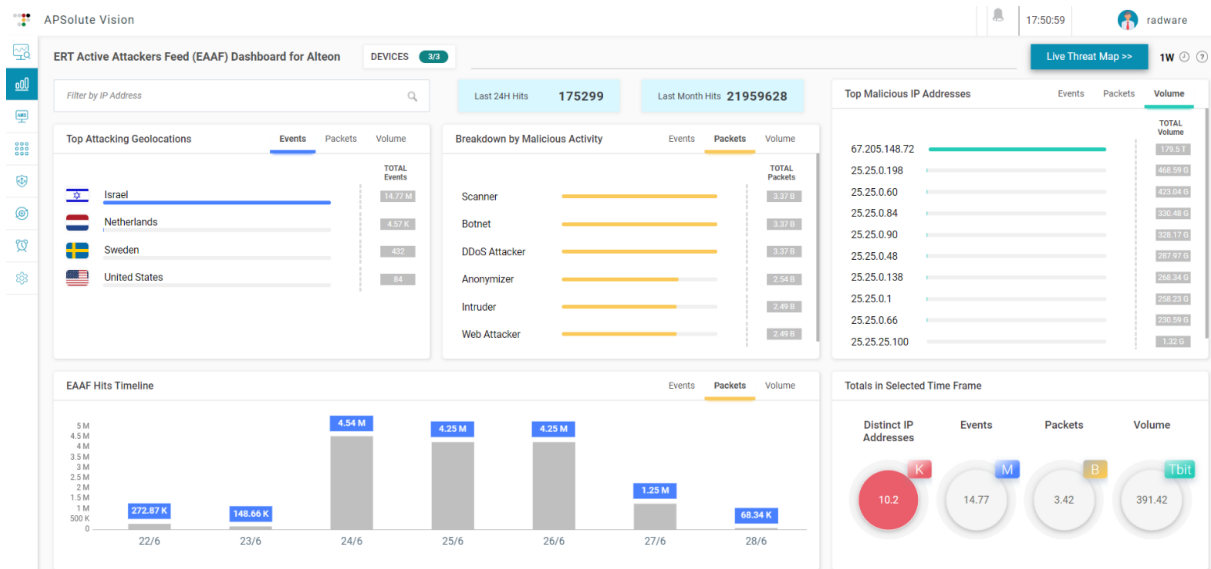 APSolute Vision
17:50:59
radware
ERT Active Attackers Feed (EAAF) Dashboard for Alteon
DEVICES 3/3
Live Threat Map >>
1W
Filter by IP Address
Last 24H Hits 175299
Last Month Hits 21959628
Top Attacking Geolocations
Events Packets Volume
TOTAL
Events
Israel 14.77 M
Netherlands 4.57 K
Sweden 432
United States 84
Breakdown by Malicious Activity
Events Packets Volume
TOTAL
Packets
Scanner 3.37 B
Botnet 3.37 B
DDoS Attacker 3.37 B
Anonymizer 2.54 B
Intruder 2.49 B
Web Attacker 2.49 B
Top Malicious IP Addresses
Events Packets Volume
TOTAL
Volume
67.205.148.72 179.5 T
25.25.0.198 468.59 G
25.25.0.60 423.04 G
25.25.0.84 330.48 G
25.25.0.90 328.17 G
25.25.0.48 287.97 G
25.25.0.138 268.34 G
25.25.0.1 258.23 G
25.25.0.66 230.59 G
25.25.25.100 1.32 G
EAAF Hits Timeline
Events Packets Volume
5 M
4.5 M
4 M
3.5 M
3 M
2.5 M
2 M
1.5 M
1 M
500 K
0
272.87 K
148.66 K
4.54 M
4.25 M
4.25 M
1.25 M
68.34 K
22/6 23/6 24/6 25/6 26/6 27/6 28/6
Totals in Selected Time Frame
Distinct IP
Addresses
K
10.2
Events
M
14.77
Packets
B
3.42
Volume
Tbit
391.42